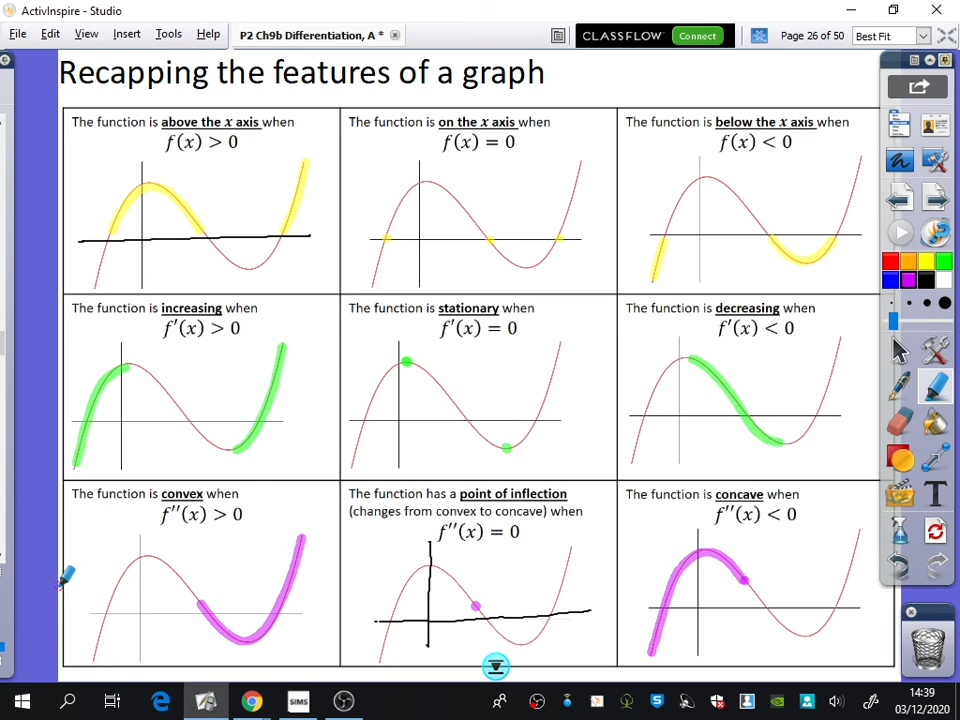 ActivInspire - Studio
File Edit View Insert Tools Help
P2 Ch9b Differentiation, A *
CLASSFLOW Connect
Page 26 of 50
Best Fit
Recapping the features of a graph
The function is above the x axis when
f(x) > 0
The function is on the x axis when
f(x) = 0
The function is below the x axis when
f(x) < 0
The function is increasing when
f′(x) > 0
The function is stationary when
f′(x) = 0
The function is decreasing when
f′(x) < 0
The function is convex when
f′′(x) > 0
The function has a point of inflection
(changes from convex to concave) when
f′′(x) = 0
The function is concave when
f′′(x) < 0
SIMS
14:39
03/12/2020